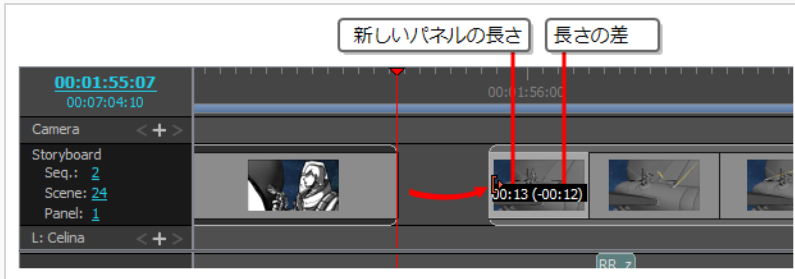 新しいパネルの長さ
長さの差
00:01:55:07
00:07:04:10
00:01:56:00
Camera < + >
Storyboard
Seq.: 2
Scene: 24
Panel: 1
00:13 (-00:12)
L: Celina < + >
RR_z